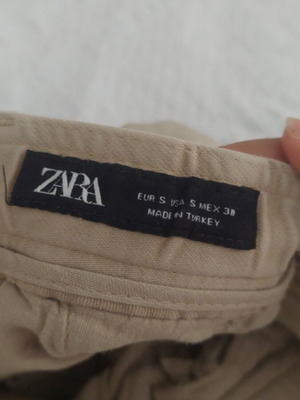 ZARA
EUR S USA S MEX 30
MADE IN TURKEY